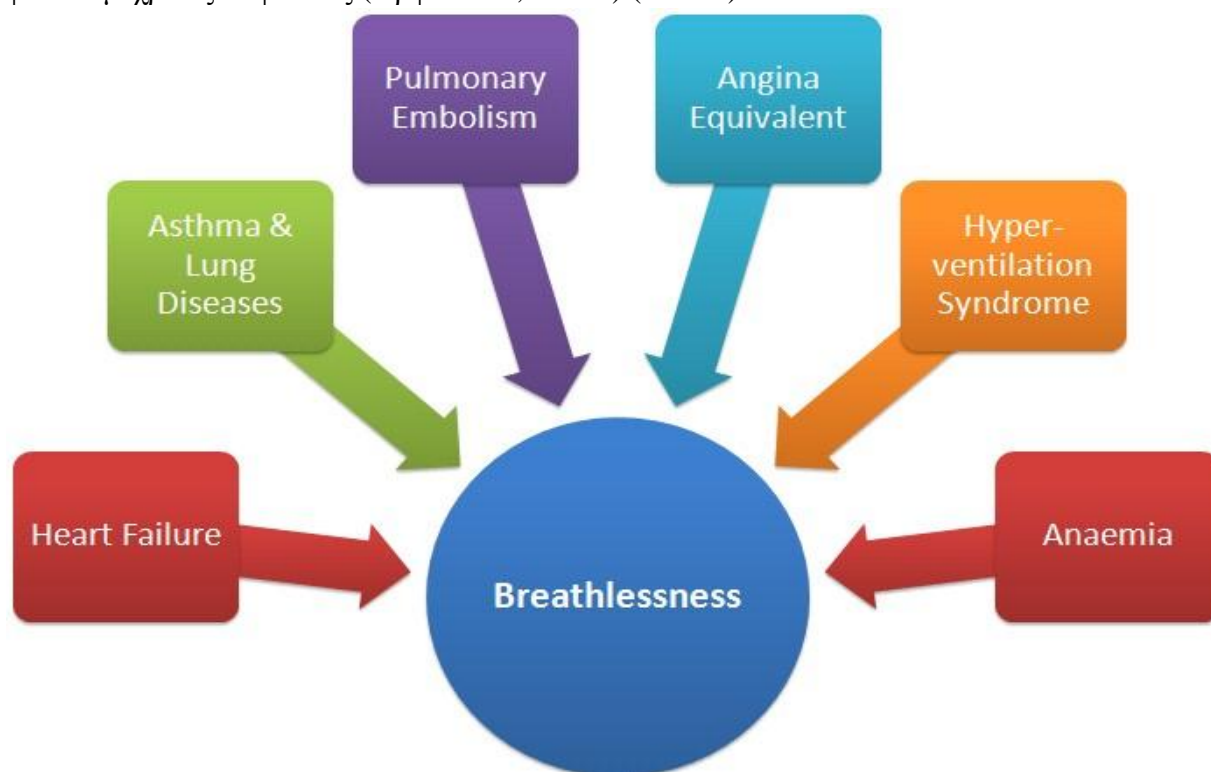 Heart Failure
Asthma &
Lung
Diseases
Pulmonary
Embolism
Angina
Equivalent
Hyper-
ventilation
Syndrome
Anaemia
Breathlessness